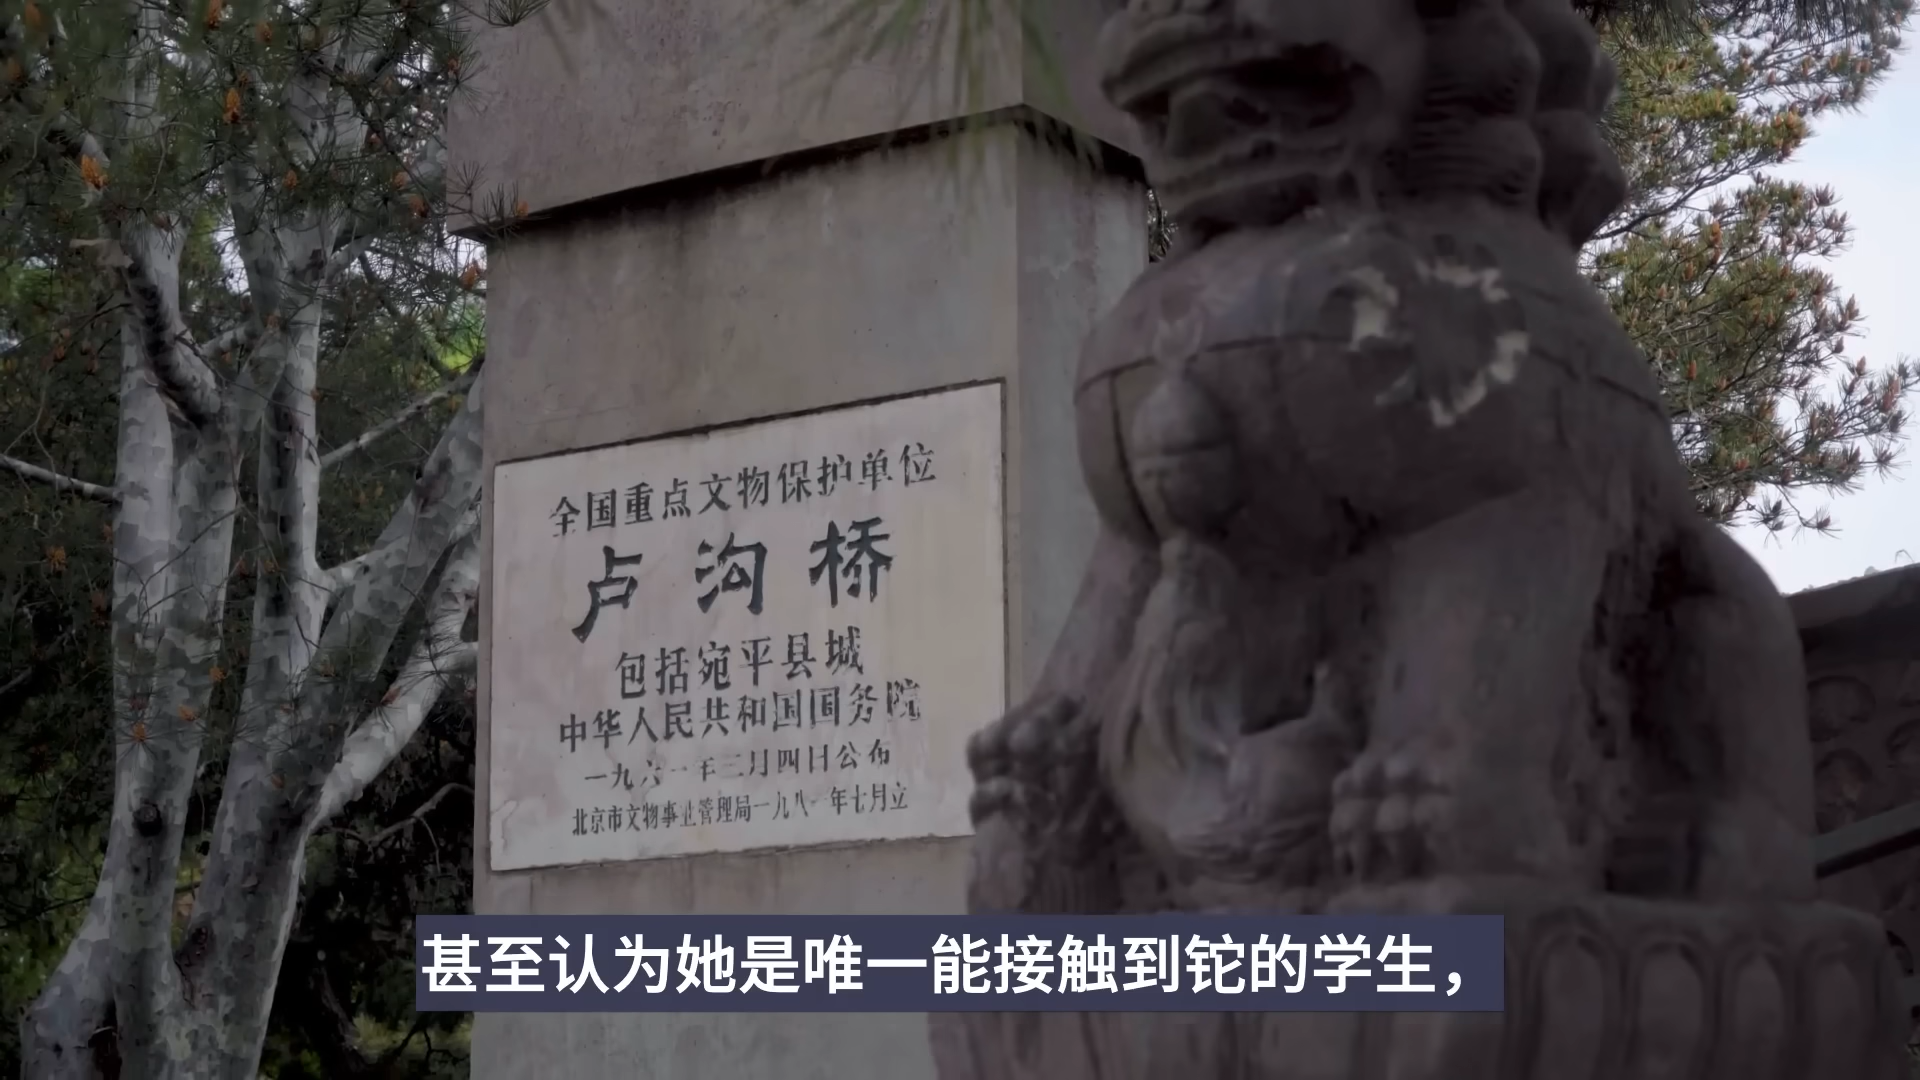 全国重点文物保护单位
卢沟桥
包括宛平县城
中华人民共和国国务院
一九六一年三月四日公布
北京市文物事业管理局一九八一年七月立
甚至认为她是唯一能接触到铊的学生，